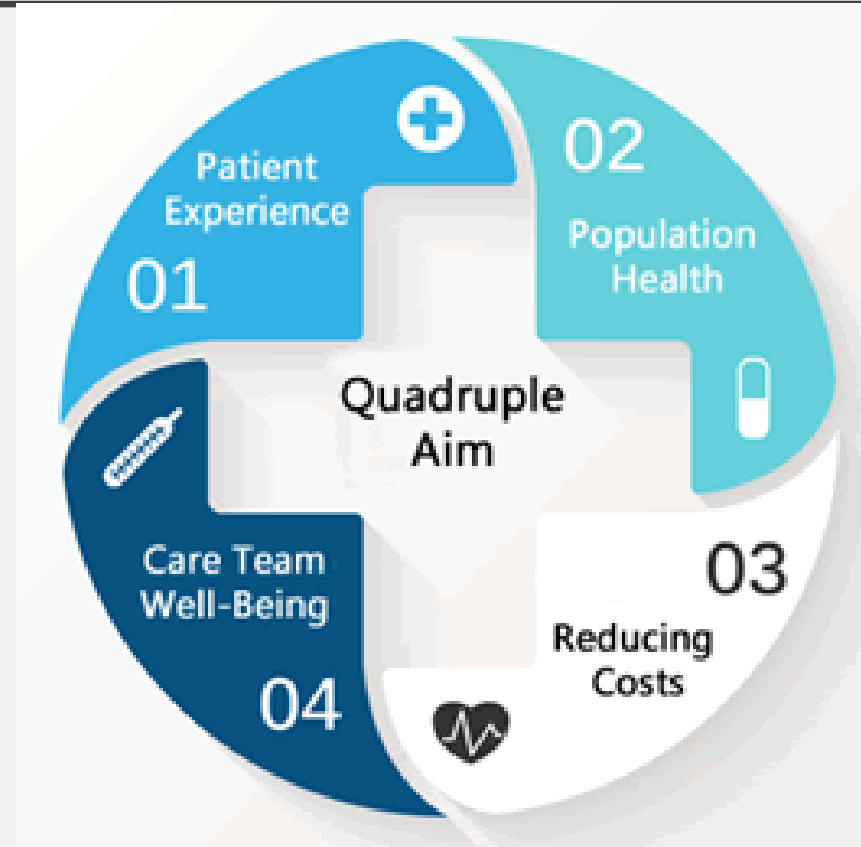 Patient
Experience
01
02
Population
Health
Quadruple
Aim
03
Reducing
Costs
Care Team
Well-Being
04